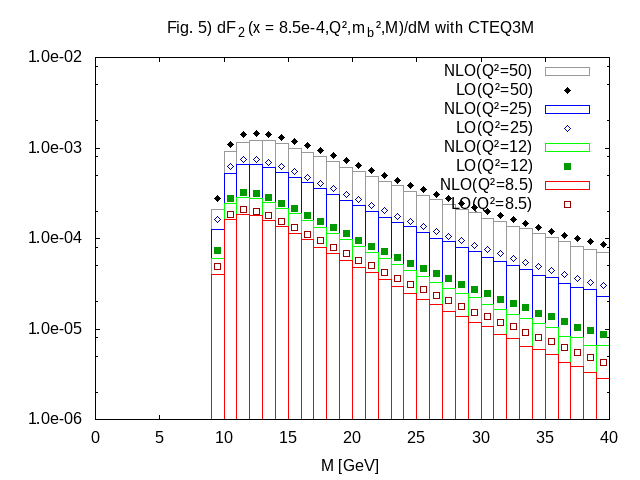 Fig. 5) dF₂(x = 8.5e-4,Q²,m_b²,M)/dM with CTEQ3M
1.0e-02
NLO(Q²=50)
LO(Q²=50)
NLO(Q²=25)
LO(Q²=25)
NLO(Q²=12)
LO(Q²=12)
NLO(Q²=8.5)
LO(Q²=8.5)
1.0e-03
1.0e-04
1.0e-05
1.0e-06
0 5 10 15 20 25 30 35 40
M [GeV]